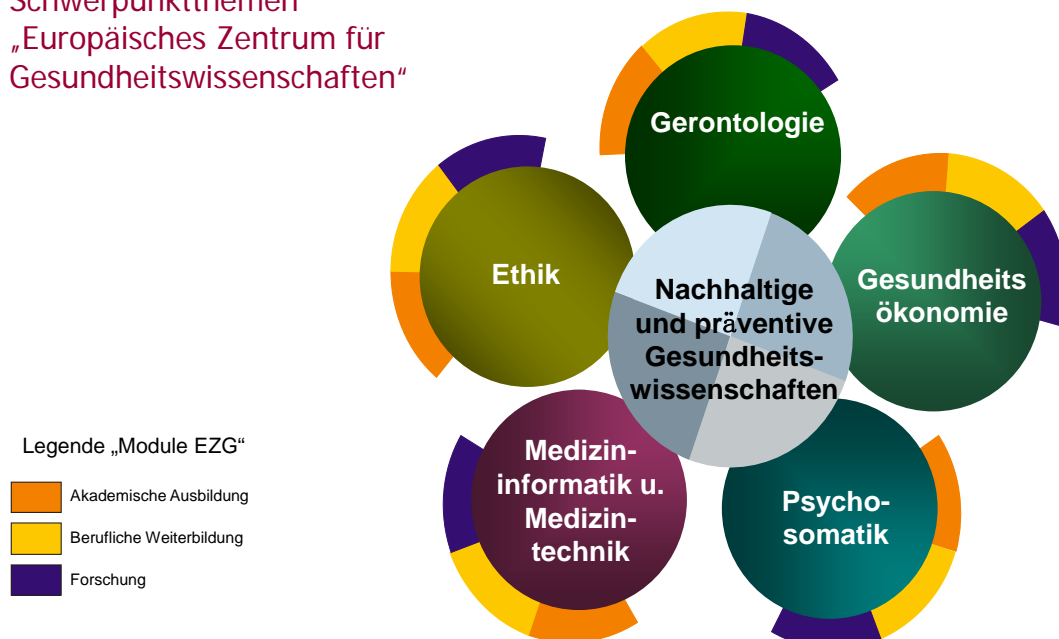 Schwerpunktthemen
„Europäisches Zentrum für
Gesundheitswissenschaften“
Gerontologie
Ethik
Gesundheits
ökonomie
Nachhaltige
und präventive
Gesundheits-
wissenschaften
Medizin-
informatik u.
Medizin-
technik
Psycho-
somatik
Legende „Module EZG“
Akademische Ausbildung
Berufliche Weiterbildung
Forschung